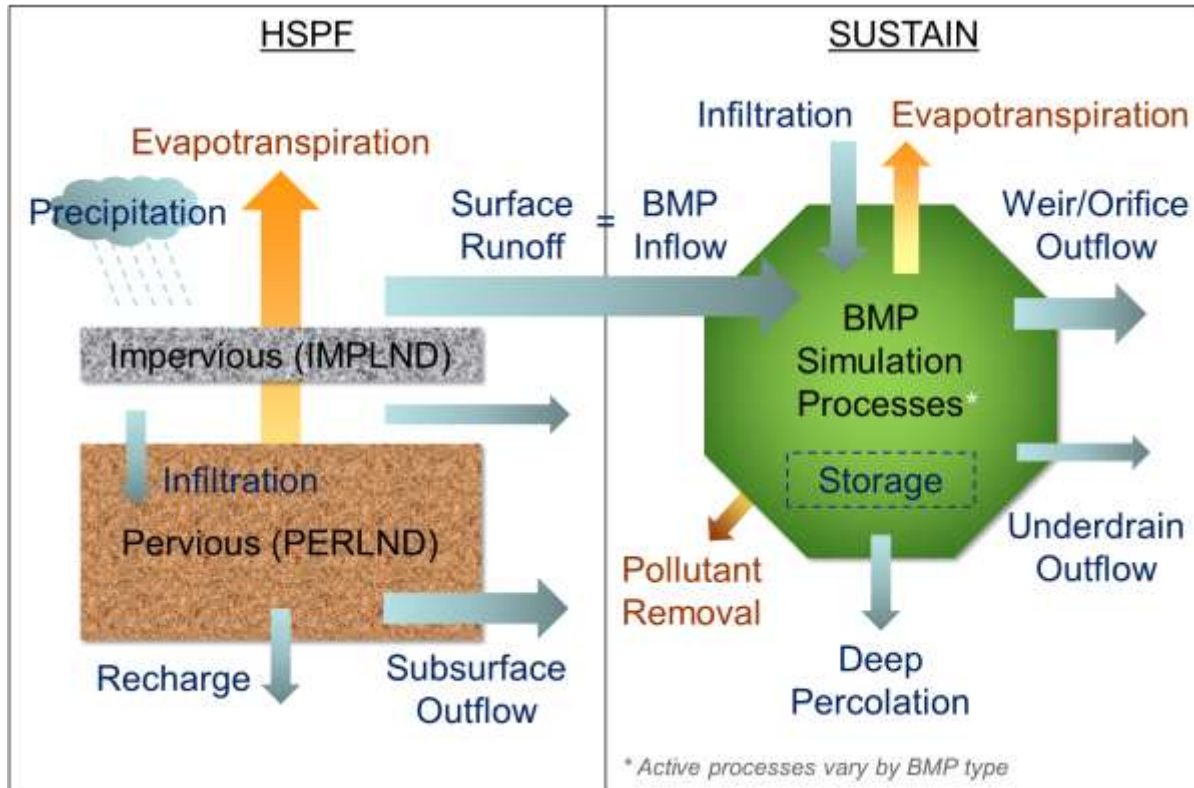 HSPF
Evapotranspiration
Precipitation
Surface
Runoff
=
Impervious (IMPLND)
Infiltration
Pervious (PERLND)
Recharge
Subsurface
Outflow
SUSTAIN
Infiltration
Evapotranspiration
BMP
Inflow
Weir/Orifice
Outflow
BMP
Simulation
Processes*
Storage
Underdrain
Outflow
Pollutant
Removal
Deep
Percolation
* Active processes vary by BMP type